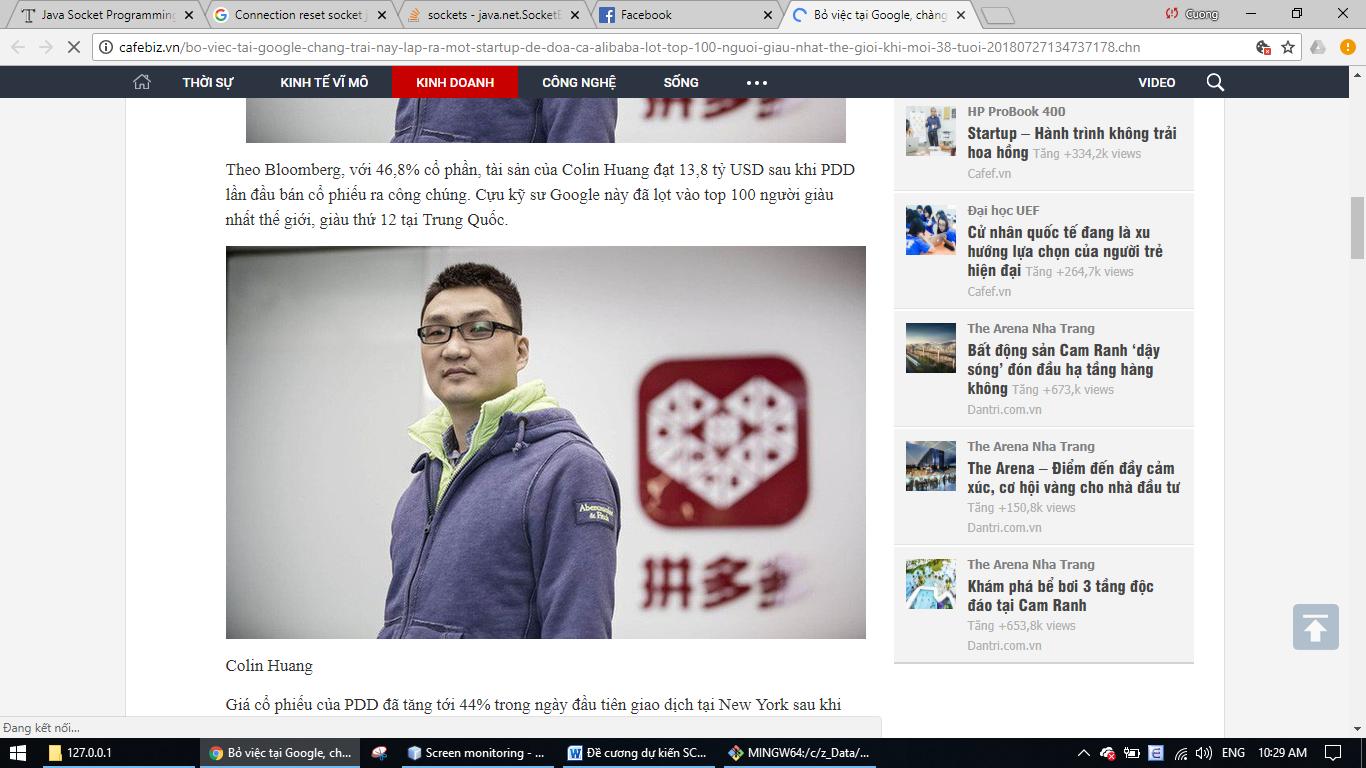 Java Socket Programming
Connection reset socket j
sockets - java.net.SocketE
Facebook
Bỏ việc tại Google, chàng
Cuong
cafebiz.vn/bo-viec-tai-google-chang-trai-nay-lap-ra-mot-startup-de-doa-ca-alibaba-lot-top-100-nguoi-giau-nhat-the-gioi-khi-moi-38-tuoi-20180727134737178.chn
THỜI SỰ
KINH TẾ VĨ MÔ
KINH DOANH
CÔNG NGHỆ
SỐNG
VIDEO
Theo Bloomberg, với 46,8% cổ phần, tài sản của Colin Huang đạt 13,8 tỷ USD sau khi PDD
lần đầu bán cổ phiếu ra công chúng. Cựu kỹ sư Google này đã lọt vào top 100 người giàu
nhất thế giới, giàu thứ 12 tại Trung Quốc.
Abercrombie
& Fitch
拼多多
Colin Huang
Giá cổ phiếu của PDD đã tăng tới 44% trong ngày đầu tiên giao dịch tại New York sau khi
HP ProBook 400
Startup – Hành trình không trải
hoa hồng Tăng +334,2k views
Cafef.vn
Đại học UEF
Cử nhân quốc tế đang là xu
hướng lựa chọn của người trẻ
hiện đại Tăng +264,7k views
Cafef.vn
The Arena Nha Trang
Bất động sản Cam Ranh ‘dậy
sóng’ đón đầu hạ tầng hàng
không Tăng +673,k views
Dantri.com.vn
The Arena Nha Trang
The Arena – Điểm đến đầy cảm
xúc, cơ hội vàng cho nhà đầu tư
Tăng +150,8k views
Dantri.com.vn
The Arena Nha Trang
Khám phá bể bơi 3 tầng độc
đáo tại Cam Ranh
Tăng +653,8k views
Dantri.com.vn
Đang kết nối...
127.0.0.1
Bỏ việc tại Google, ch...
Screen monitoring - ...
Đề cương dự kiến SC...
MINGW64:/c/z_Data/...
ENG
10:29 AM